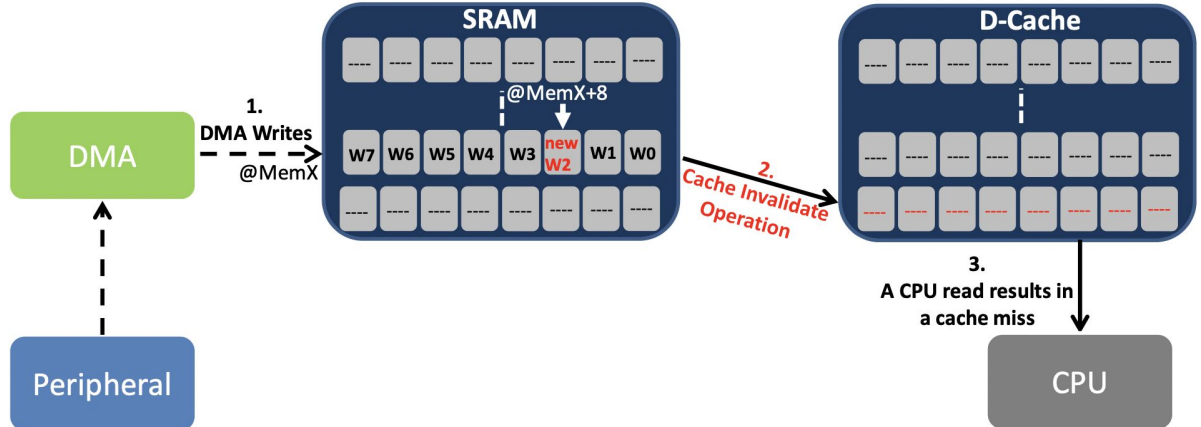 SRAM
D-Cache
---- ---- ---- ---- ---- ---- ---- ----
---- ---- ---- ---- ---- ---- ---- ----
@MemX+8
1.
DMA Writes
@MemX
DMA
W7 W6 W5 W4 W3 new W2 W1 W0
---- ---- ---- ---- ---- ---- ---- ----
2.
Cache Invalidate
Operation
---- ---- ---- ---- ---- ---- ---- ----
---- ---- ---- ---- ---- ---- ---- ----
3.
A CPU read results in
a cache miss
Peripheral
CPU